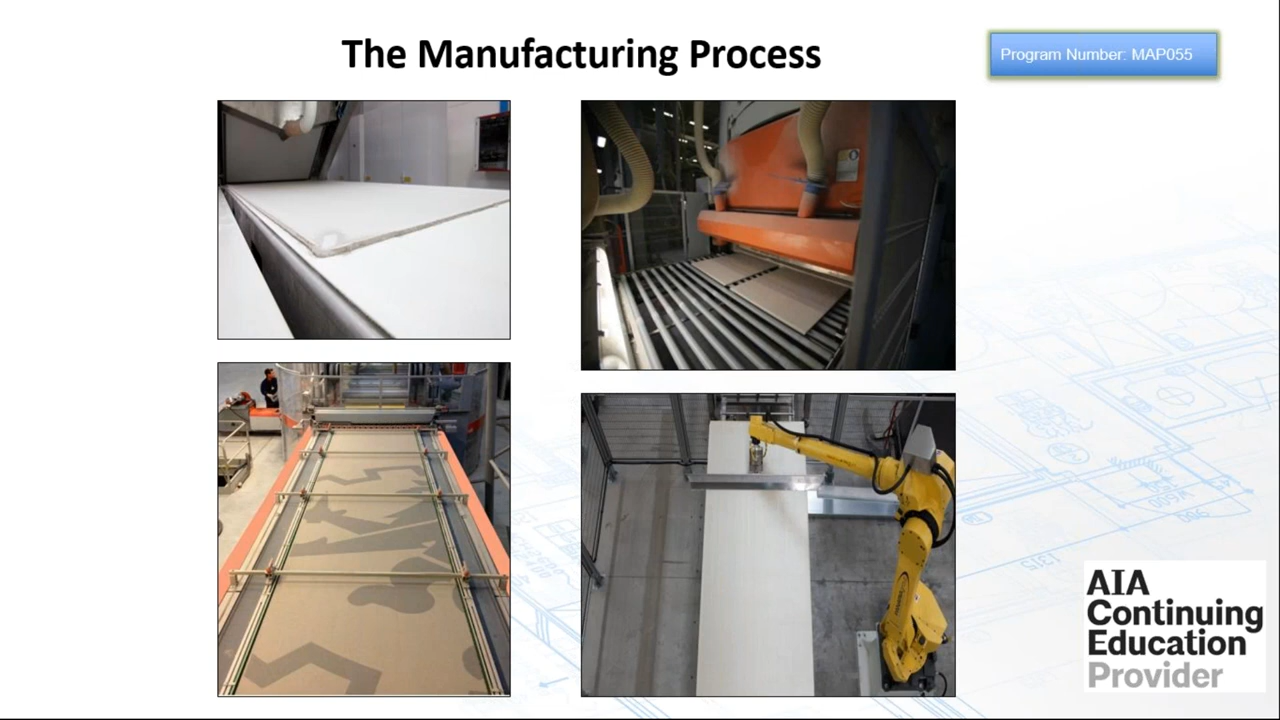 The Manufacturing Process
Program Number: MAP055
AIA
Continuing
Education
Provider